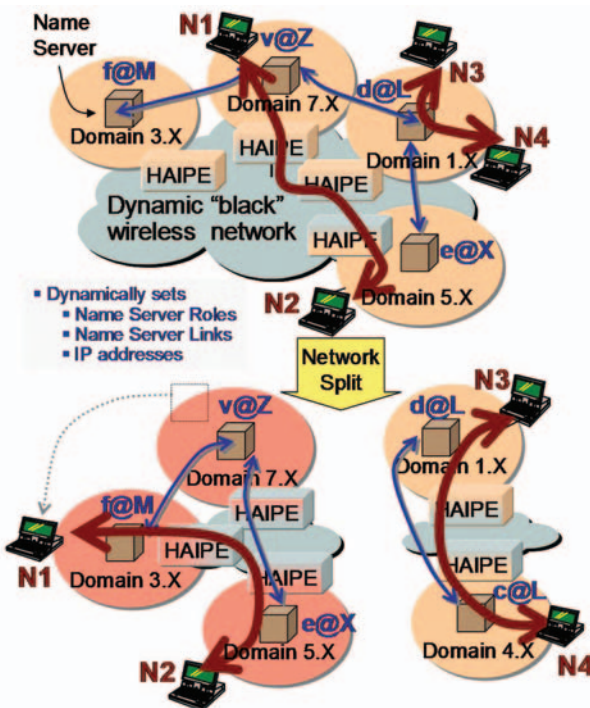 Name
Server
N1
v@Z
f@M
Domain 7.X
d@L
N3
Domain 3.X
Domain 1.X
N4
HAIPE
HAIPE
HAIPE
Dynamic "black"
wireless network
HAIPE
e@X
Domain 5.X
N2
▪ Dynamically sets
▪ Name Server Roles
▪ Name Server Links
▪ IP addresses
Network
Split
v@Z
Domain 7.X
f@M
HAIPE
HAIPE
Domain 3.X
N1
HAIPE
e@X
Domain 5.X
N2
N3
d@L
Domain 1.X
HAIPE
HAIPE
c@L
Domain 4.X
N4